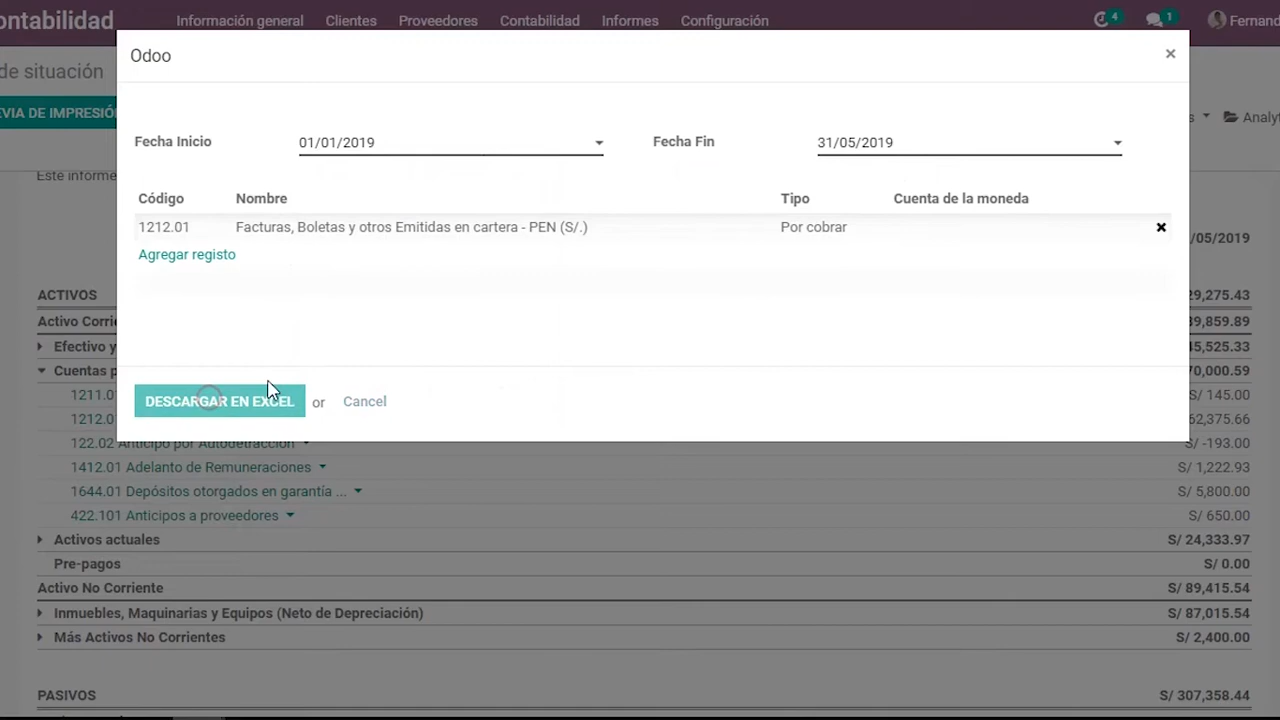 ontabilidad Información general Clientes Proveedores Contabilidad Informes Configuración 4 1 Fernand
Odoo ×
de situación
EVIA DE IMPRESIÓN
s Analy
Fecha Inicio 01/01/2019 Fecha Fin 31/05/2019
Este informe
Código Nombre Tipo Cuenta de la moneda
1212.01 Facturas, Boletas y otros Emitidas en cartera - PEN (S/.) Por cobrar
/05/2019
Agregar registo
ACTIVOS 29,275.43
Activo Corrie 39,859.89
Efectivo y 45,525.33
Cuentas p 70,000.59
1211.0 S/ 145.00
DESCARGAR EN EXCEL or Cancel
1212.0 62,375.66
122.02 Anticipo por Autodetracción S/ -193.00
1412.01 Adelanto de Remuneraciones S/ 1,222.93
1644.01 Depósitos otorgados en garantía ... S/ 5,800.00
422.101 Anticipos a proveedores S/ 650.00
Activos actuales S/ 24,333.97
Pre-pagos S/ 0.00
Activo No Corriente S/ 89,415.54
Inmuebles, Maquinarias y Equipos (Neto de Depreciación) S/ 87,015.54
Más Activos No Corrientes S/ 2,400.00
PASIVOS S/ 307,358.44